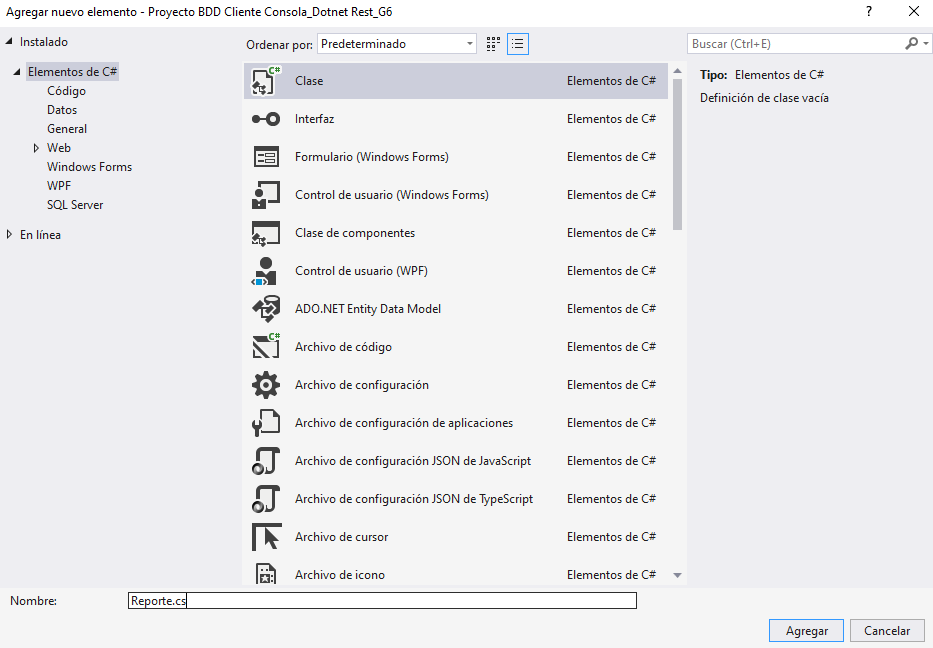 Agregar nuevo elemento - Proyecto BDD Cliente Consola_Dotnet Rest_G6
?
Instalado
Ordenar por: Predeterminado
Buscar (Ctrl+E)
Elementos de C#
Código
Datos
General
Web
Windows Forms
WPF
SQL Server
En línea
Clase Elementos de C#
Interfaz Elementos de C#
Formulario (Windows Forms) Elementos de C#
Control de usuario (Windows Forms) Elementos de C#
Clase de componentes Elementos de C#
Control de usuario (WPF) Elementos de C#
ADO.NET Entity Data Model Elementos de C#
Archivo de código Elementos de C#
Archivo de configuración Elementos de C#
Archivo de configuración de aplicaciones Elementos de C#
Archivo de configuración JSON de JavaScript Elementos de C#
Archivo de configuración JSON de TypeScript Elementos de C#
Archivo de cursor Elementos de C#
Archivo de icono Elementos de C#
Tipo: Elementos de C#
Definición de clase vacía
Nombre: Reporte.cs
Agregar Cancelar